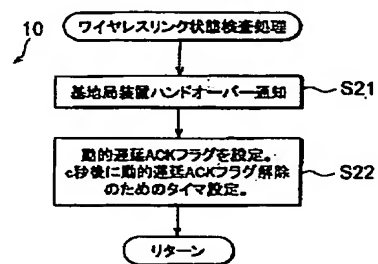 10
ワイヤレスリンク状態検査処理
基地局装置ハンドオーバー通知
S21
動的遅延ACKフラグを設定。
c秒後に動的遅延ACKフラグ解除
のためのタイマ設定。
S22
リターン